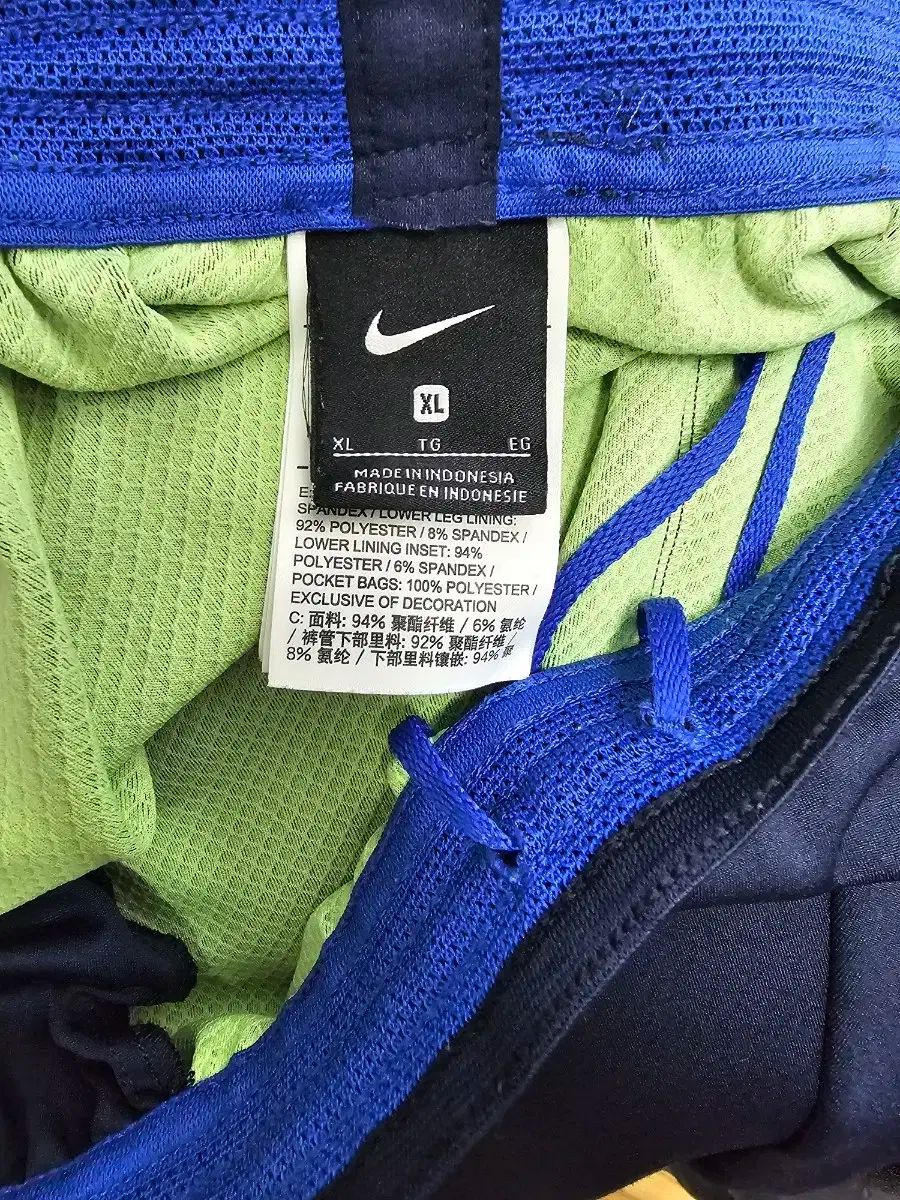 XL
XL TG EG
MADE IN INDONESIA
FABRIQUE EN INDONESIE
SPANDEX / LOWER LEG LINING:
92% POLYESTER / 8% SPANDEX /
LOWER LINING INSET: 94%
POLYESTER / 6% SPANDEX /
POCKET BAGS: 100% POLYESTER /
EXCLUSIVE OF DECORATION
C: 面料: 94% 聚酯纤维 / 6% 氨纶
/ 裤管下部里料: 92% 聚酯纤维 /
8% 氨纶 / 下部里料镶嵌: 94% 聚